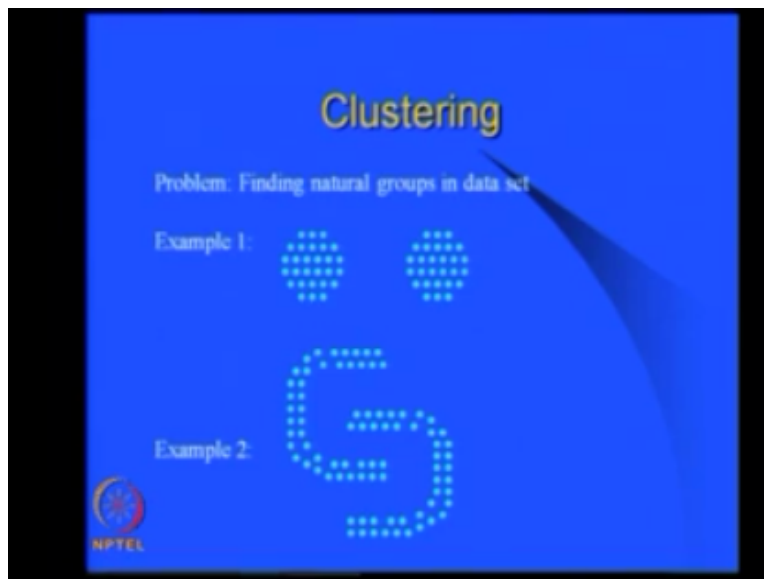 Clustering
Problem: Finding natural groups in data set
Example 1:
Example 2:
NPTEL